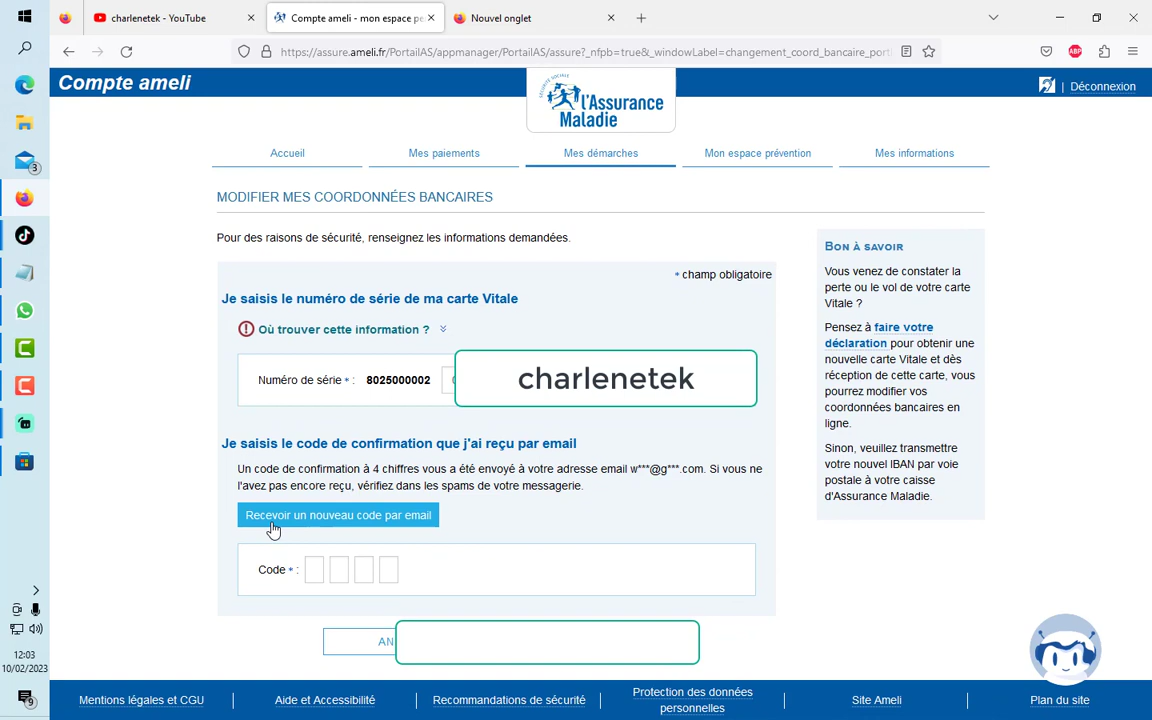 charlenetek - YouTube
Compte ameli - mon espace pe
Nouvel onglet
https://assure.ameli.fr/PortailAS/appmanager/PortailAS/assure?_nfpb=true&_windowLabel=changement_coord_bancaire_port
ABP
Compte ameli
SÉCURITÉ SOCIALE
l'Assurance
Maladie
| Déconnexion
Accueil
Mes paiements
Mes démarches
Mon espace prévention
Mes informations
MODIFIER MES COORDONNÉES BANCAIRES
Pour des raisons de sécurité, renseignez les informations demandées.
* champ obligatoire
Je saisis le numéro de série de ma carte Vitale
Où trouver cette information ?
Numéro de série * : 8025000002
charlenetek
Je saisis le code de confirmation que j'ai reçu par email
Un code de confirmation à 4 chiffres vous a été envoyé à votre adresse email w***@g***.com. Si vous ne
l'avez pas encore reçu, vérifiez dans les spams de votre messagerie.
Recevoir un nouveau code par email
Code * :
AN
BON À SAVOIR
Vous venez de constater la
perte ou le vol de votre carte
Vitale ?
Pensez à faire votre
déclaration pour obtenir une
nouvelle carte Vitale et dès
réception de cette carte, vous
pourrez modifier vos
coordonnées bancaires en
ligne.
Sinon, veuillez transmettre
votre nouvel IBAN par voie
postale à votre caisse
d'Assurance Maladie.
Mentions légales et CGU
Aide et Accessibilité
Recommandations de sécurité
Protection des données
personnelles
Site Ameli
Plan du site
3
12:03
10/02/2023
9